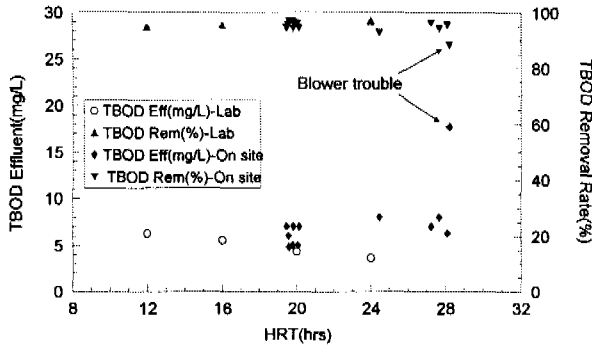 30
25
20
15
10
5
0
TBOD Effluent(mg/L)
100
80
60
40
20
0
TBOD Removal Rate(%)
Blower trouble
TBOD Eff(mg/L)-Lab
TBOD Rem(%)-Lab
TBOD Eff(mg/L)-On site
TBOD Rem(%)-On site
8 12 16 20 24 28 32
HRT(hrs)